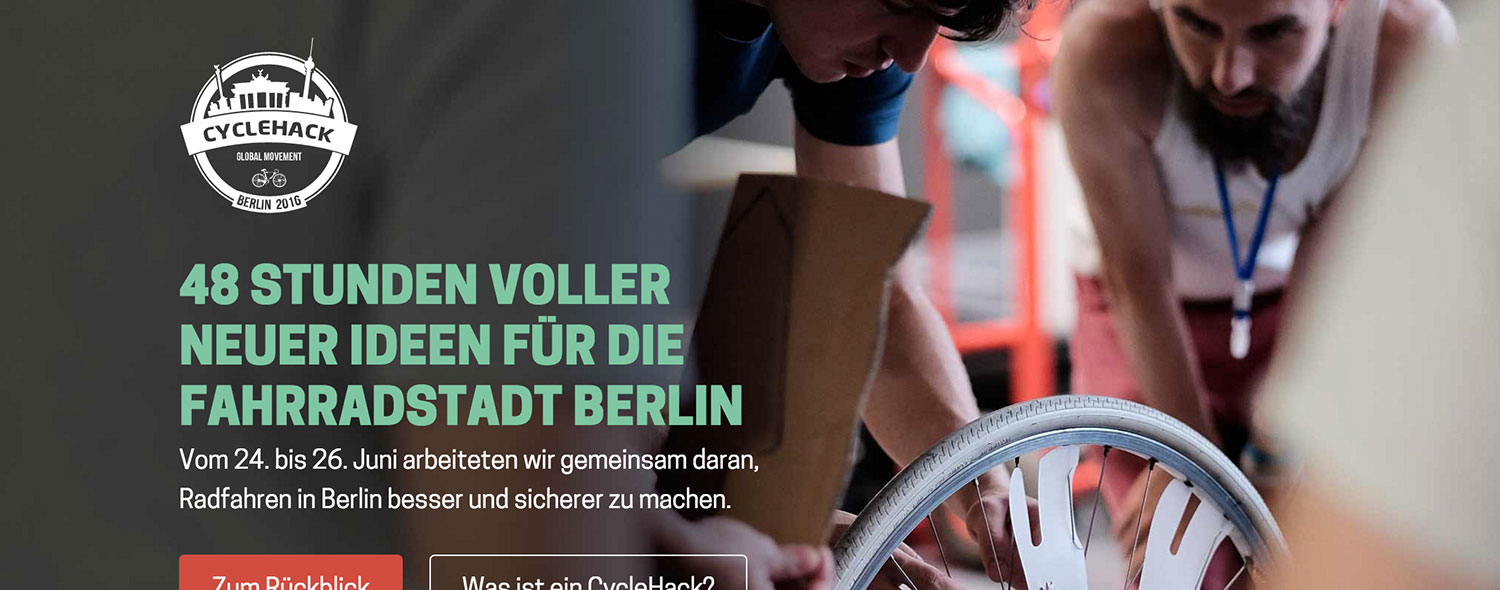 CYCLEHACK
GLOBAL MOVEMENT
BERLIN 2016
48 STUNDEN VOLLER
NEUER IDEEN FÜR DIE
FAHRRADSTADT BERLIN
Vom 24. bis 26. Juni arbeiteten wir gemeinsam daran,
Radfahren in Berlin besser und sicherer zu machen.
Zum Rückblick
Was ist ein CycleHack?